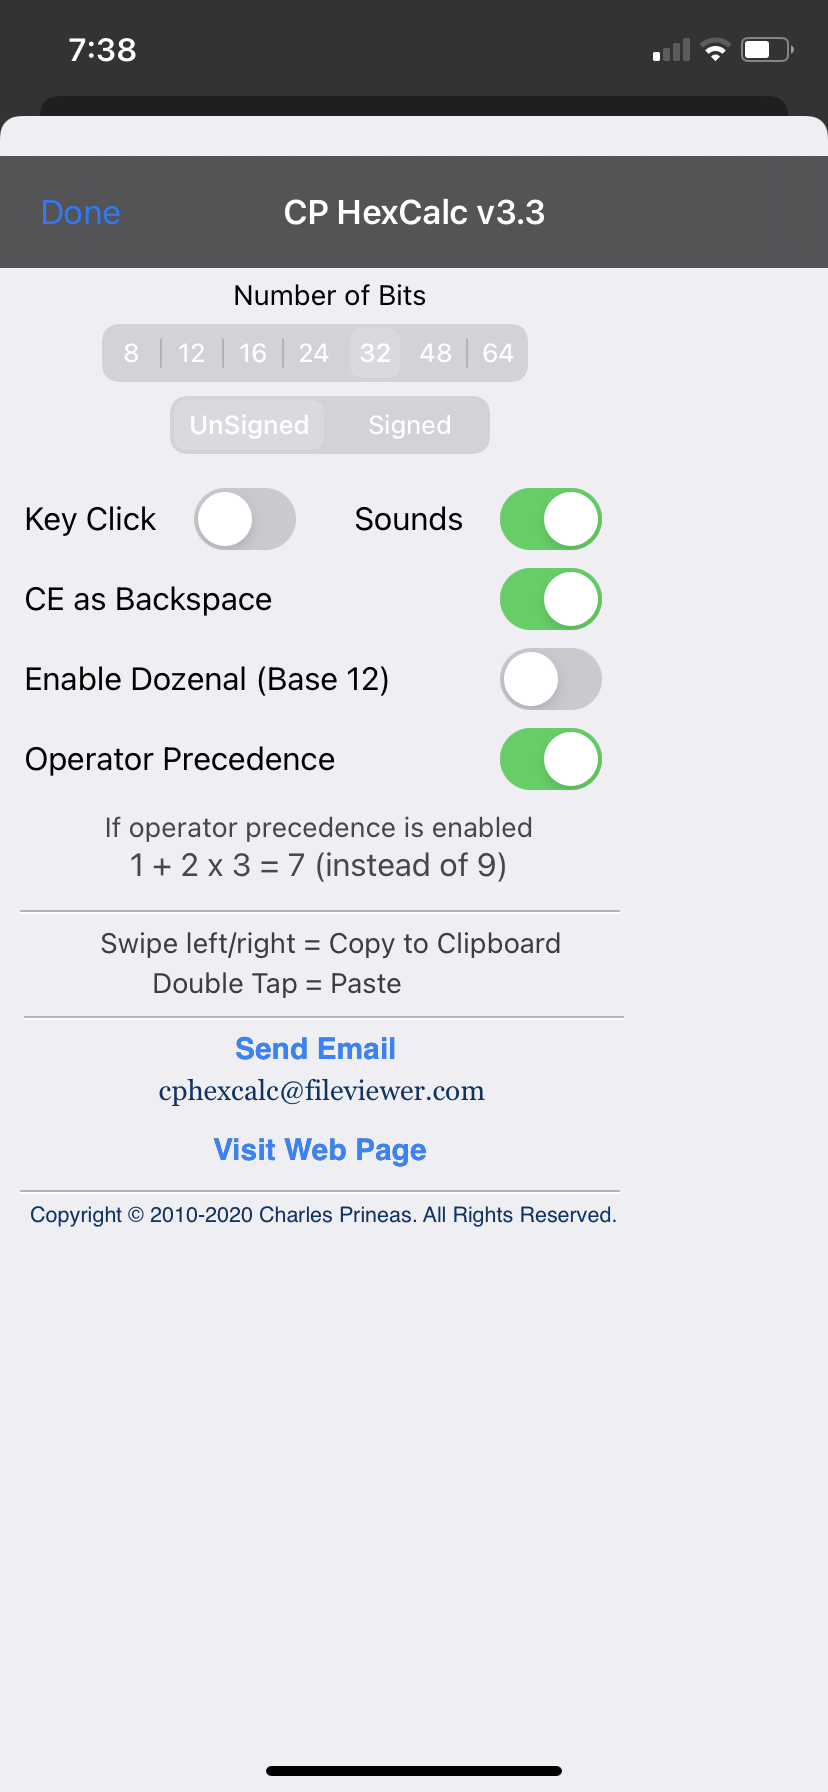 7:38
Done CP HexCalc v3.3
Number of Bits
8 12 16 24 32 48 64
UnSigned Signed
Key Click Sounds
CE as Backspace
Enable Dozenal (Base 12)
Operator Precedence
If operator precedence is enabled
1 + 2 x 3 = 7 (instead of 9)
Swipe left/right = Copy to Clipboard
Double Tap = Paste
Send Email
cphexcalc@fileviewer.com
Visit Web Page
Copyright © 2010-2020 Charles Prineas. All Rights Reserved.